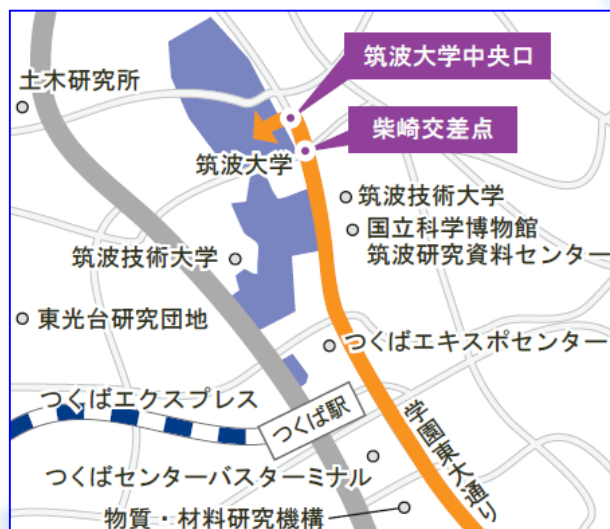 筑波大学中央口
土木研究所
柴崎交差点
筑波大学
筑波技術大学
国立科学博物館
筑波研究資料センター
筑波技術大学
東光台研究団地
つくばエキスポセンター
つくばエクスプレス
つくば駅
学園東大通り
つくばセンターバスターミナル
物質・材料研究機構